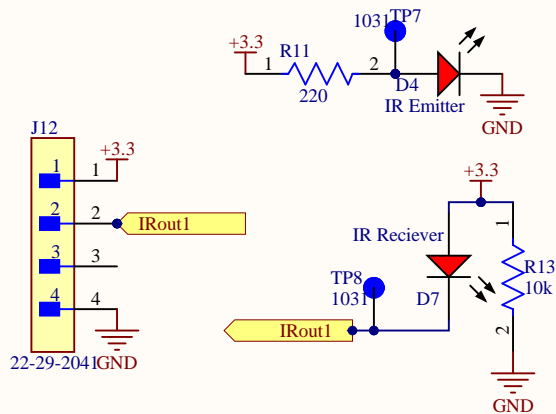 1031 TP7
+3.3
R11
1
2
220
D4
IR Emitter
GND
J12
+3.3
1 1
2 2
IRout1
3 3
4 4
22-29-2041
GND
+3.3
1
IR Reciever
R13
10k
TP8
1031
D7
IRout1
2
GND